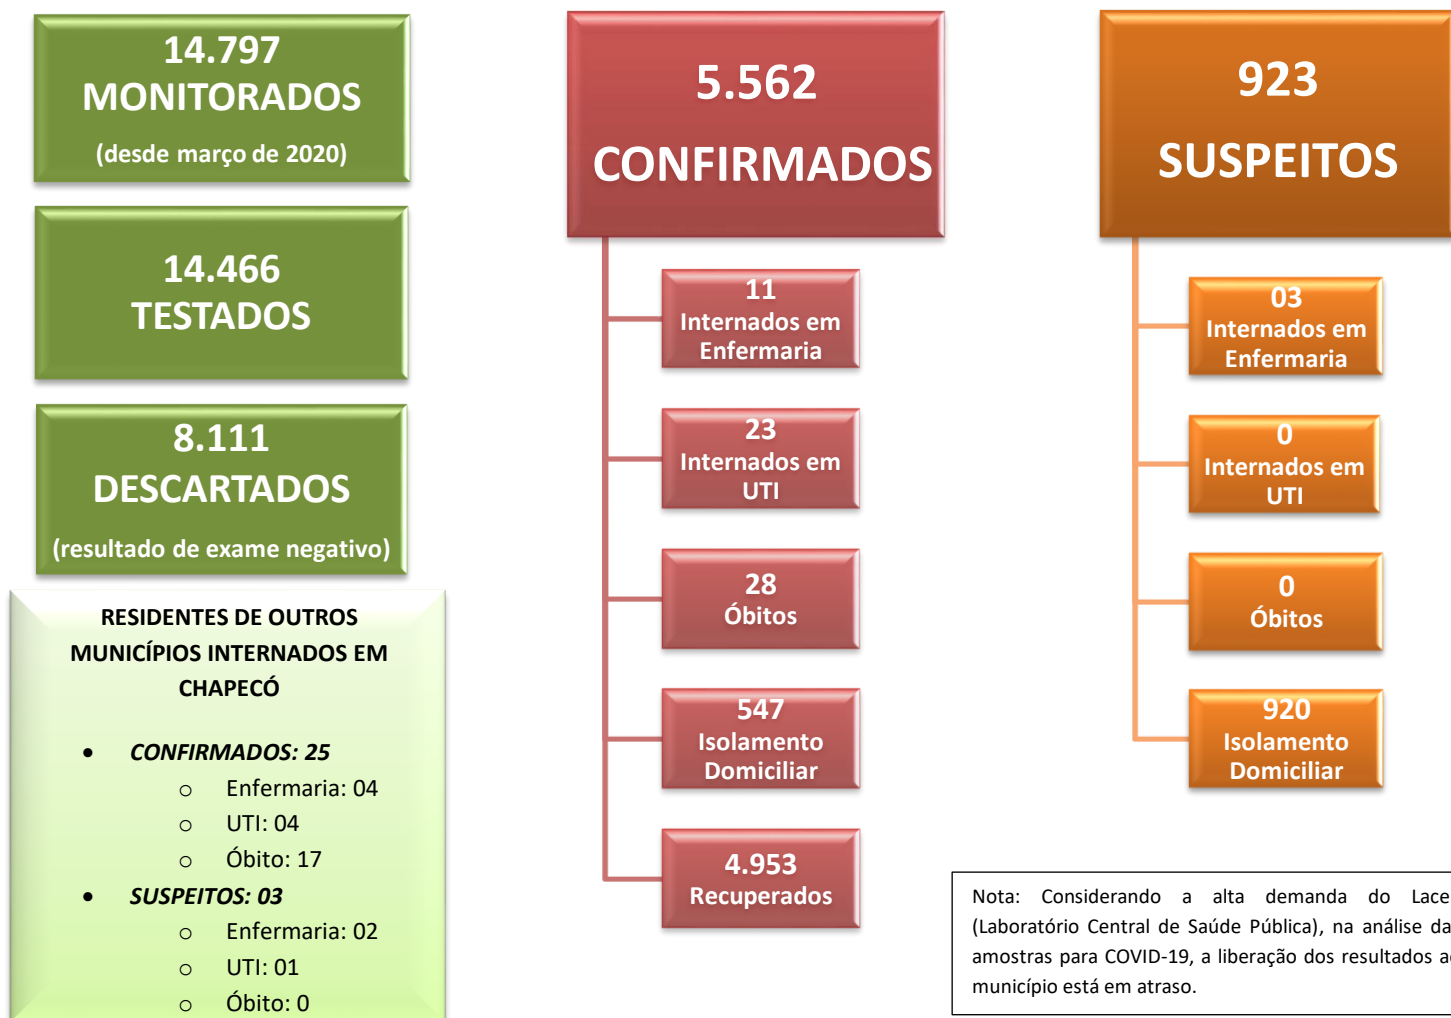 14.797
MONITORADOS
(desde março de 2020)
14.466
TESTADOS
8.111
DESCARTADOS
(resultado de exame negativo)
RESIDENTES DE OUTROS
MUNICÍPIOS INTERNADOS EM
CHAPECÓ
• CONFIRMADOS: 25
o Enfermaria: 04
o UTI: 04
o Óbito: 17
• SUSPEITOS: 03
o Enfermaria: 02
o UTI: 01
o Óbito: 0
5.562
CONFIRMADOS
11
Internados em
Enfermaria
23
Internados em
UTI
28
Óbitos
547
Isolamento
Domiciliar
4.953
Recuperados
923
SUSPEITOS
03
Internados em
Enfermaria
0
Internados em
UTI
0
Óbitos
920
Isolamento
Domiciliar
Nota: Considerando a alta demanda do Lace
(Laboratório Central de Saúde Pública), na análise da
amostras para COVID-19, a liberação dos resultados a
município está em atraso.